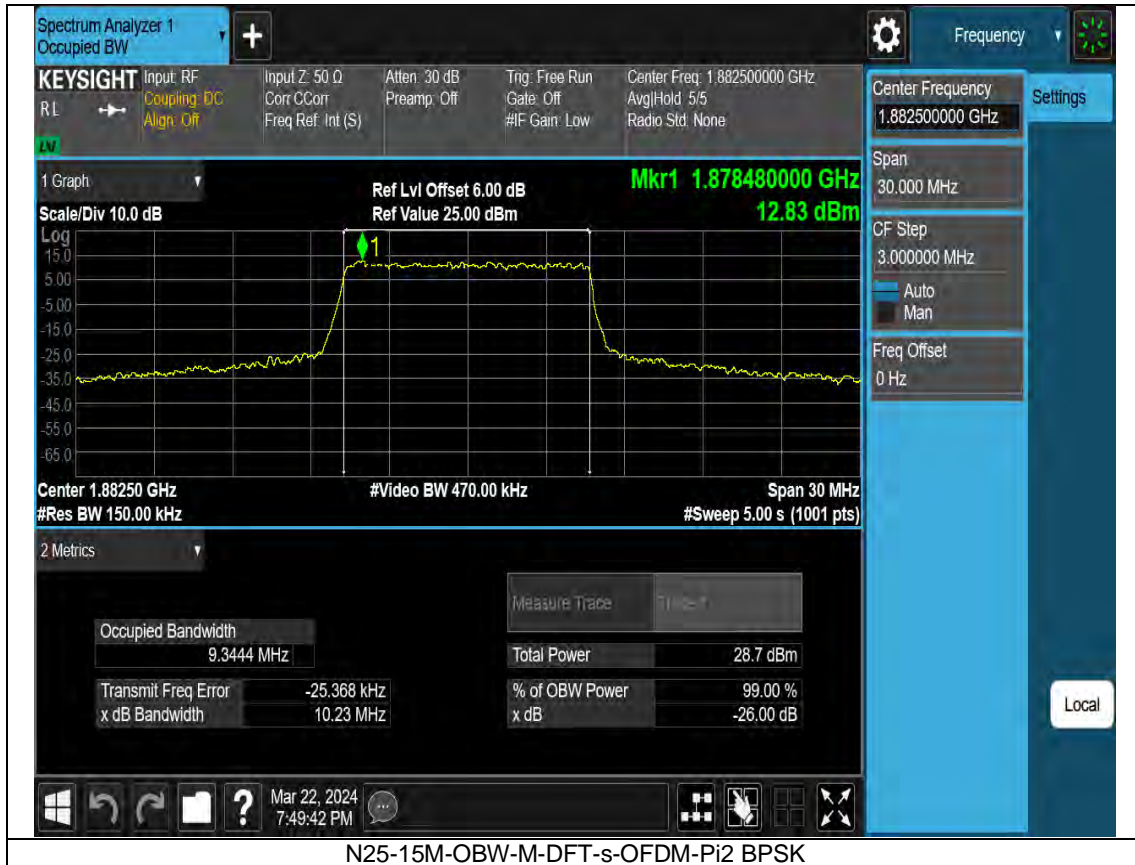 Spectrum Analyzer 1
Occupied BW
+
Frequency
KEYSIGHT
RL
Input: RF
Coupling: DC
Align: Off
Input Z: 50 Ω
Corr CCorr
Freq Ref: Int (S)
Atten: 30 dB
Preamp: Off
Trig: Free Run
Gate: Off
#IF Gain: Low
Center Freq: 1.882500000 GHz
Avg|Hold: 5/5
Radio Std: None
Center Frequency
1.882500000 GHz
Settings
Span
30.000 MHz
CF Step
3.000000 MHz
Auto
Man
Freq Offset
0 Hz
Local
1 Graph
Scale/Div 10.0 dB
Ref Lvl Offset 6.00 dB
Ref Value 25.00 dBm
Mkr1 1.878480000 GHz
12.83 dBm
Log
1
15.0
5.00
-5.00
-15.0
-25.0
-35.0
-45.0
-55.0
-65.0
Center 1.88250 GHz
#Video BW 470.00 kHz
Span 30 MHz
#Res BW 150.00 kHz
#Sweep 5.00 s (1001 pts)
2 Metrics
Measure Trace
Occupied Bandwidth
9.3444 MHz
Total Power 28.7 dBm
Transmit Freq Error -25.368 kHz
% of OBW Power 99.00 %
x dB Bandwidth 10.23 MHz
x dB -26.00 dB
?
Mar 22, 2024
7:49:42 PM
N25-15M-OBW-M-DFT-s-OFDM-Pi2 BPSK